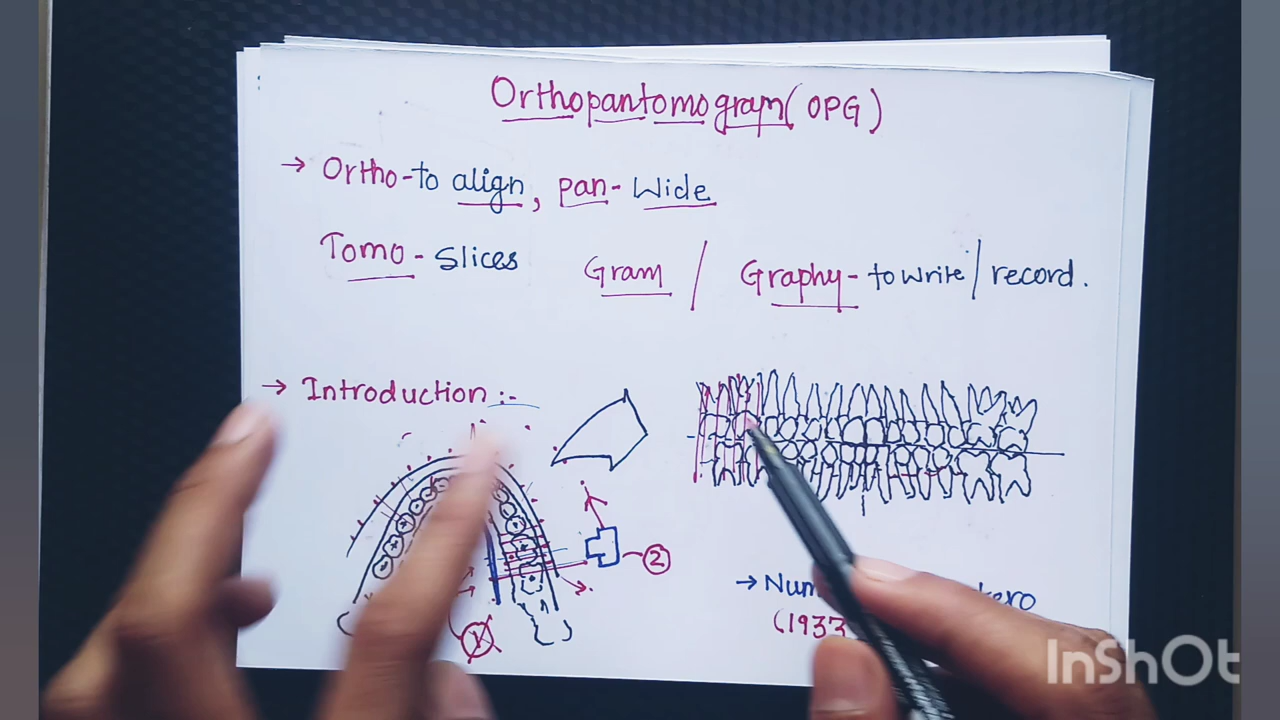 Orthopantomogram (OPG)
→ Ortho-to align, pan- Wide
Tomo - Slices Gram / Graphy- to write / record.
→ Introduction :-
2
1
→ Num
(1933
InShOt